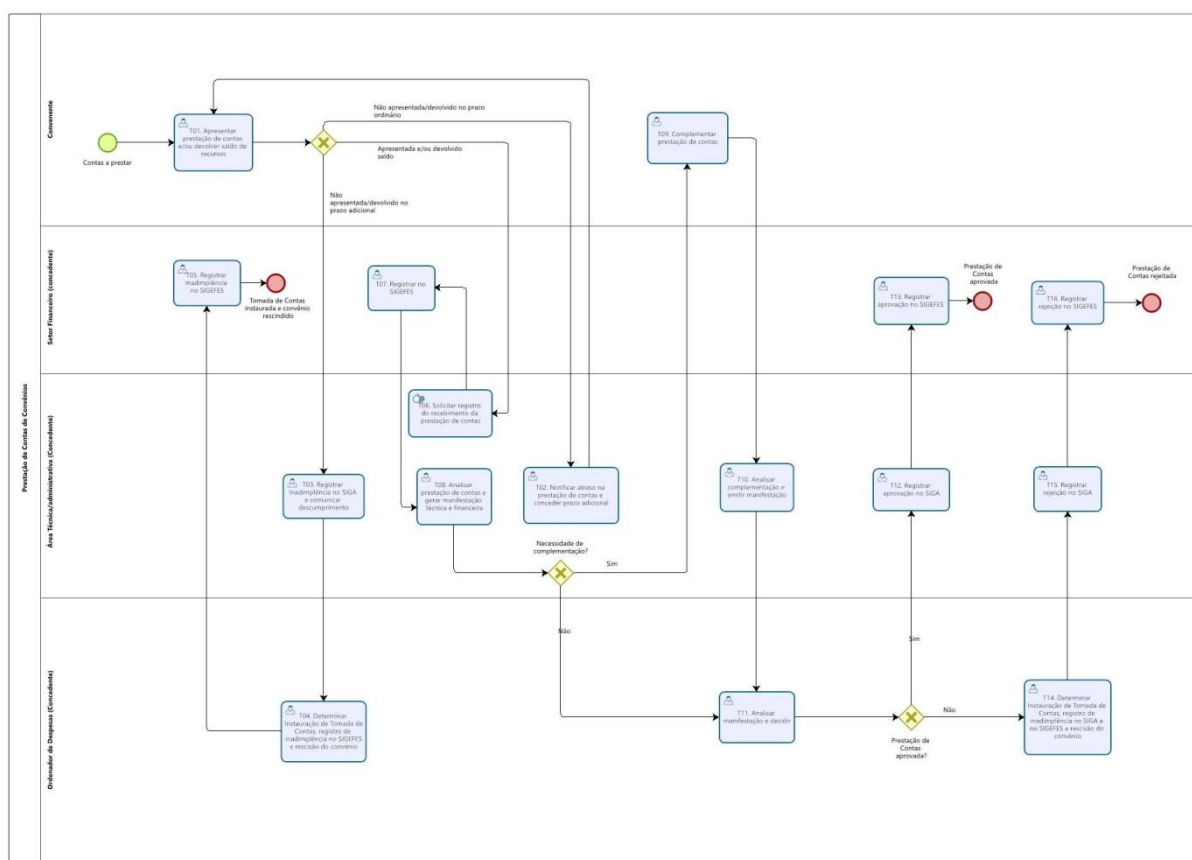 Prestação de Contas de Convênios
Convenente
Contas a prestar
T01. Apresentar
prestação de contas
e/ou devolver saldo de
recursos
Não apresentada/devolvido no prazo
ordinário
Apresentada e/ou devolvido
saldo
Não
apresentada/devolvido no
prazo adicional
T09. Complementar
prestação de contas
Setor Financeiro (concedente)
T05. Registrar
Inadimplência
no SIGEFES
Tomada de Contas
instaurada e convênio
rescindido
T07. Registrar no
SIGEFES
T13. Registrar
aprovação no SIGEFES
Prestação de
Contas
aprovada
T16. Registrar
rejeição no SIGEFES
Prestação de
Contas rejeitada
Área Técnica/administrativa (Concedente)
T06. Solicitar registro
do recebimento da
prestação de contas
T03. Registrar
Inadimplência no SIGA
e comunicar
descumprimento
T08. Analisar
prestação de contas e
gerar manifestação
técnica e financeira
T02. Notificar atraso na
prestação de contas e
conceder prazo adicional
T10. Analisar
complementação e
emitir manifestação
T12. Registrar
aprovação no SIGA
T15. Registrar
rejeição no SIGA
Necessidade de
complementação?
Sim
Ordenador de Despesas (Concedente)
Não
Sim
T04. Determinar
Instauração de Tomada de
Contas, registro de
inadimplência no SIGEFES
e rescisão do convênio
T11. Analisar
manifestação e decidir
Prestação de
Contas
aprovada?
Não
T14. Determinar
Instauração de Tomada de
Contas, registro de
inadimplência no SIGA e
no SIGEFES e rescisão do
convênio